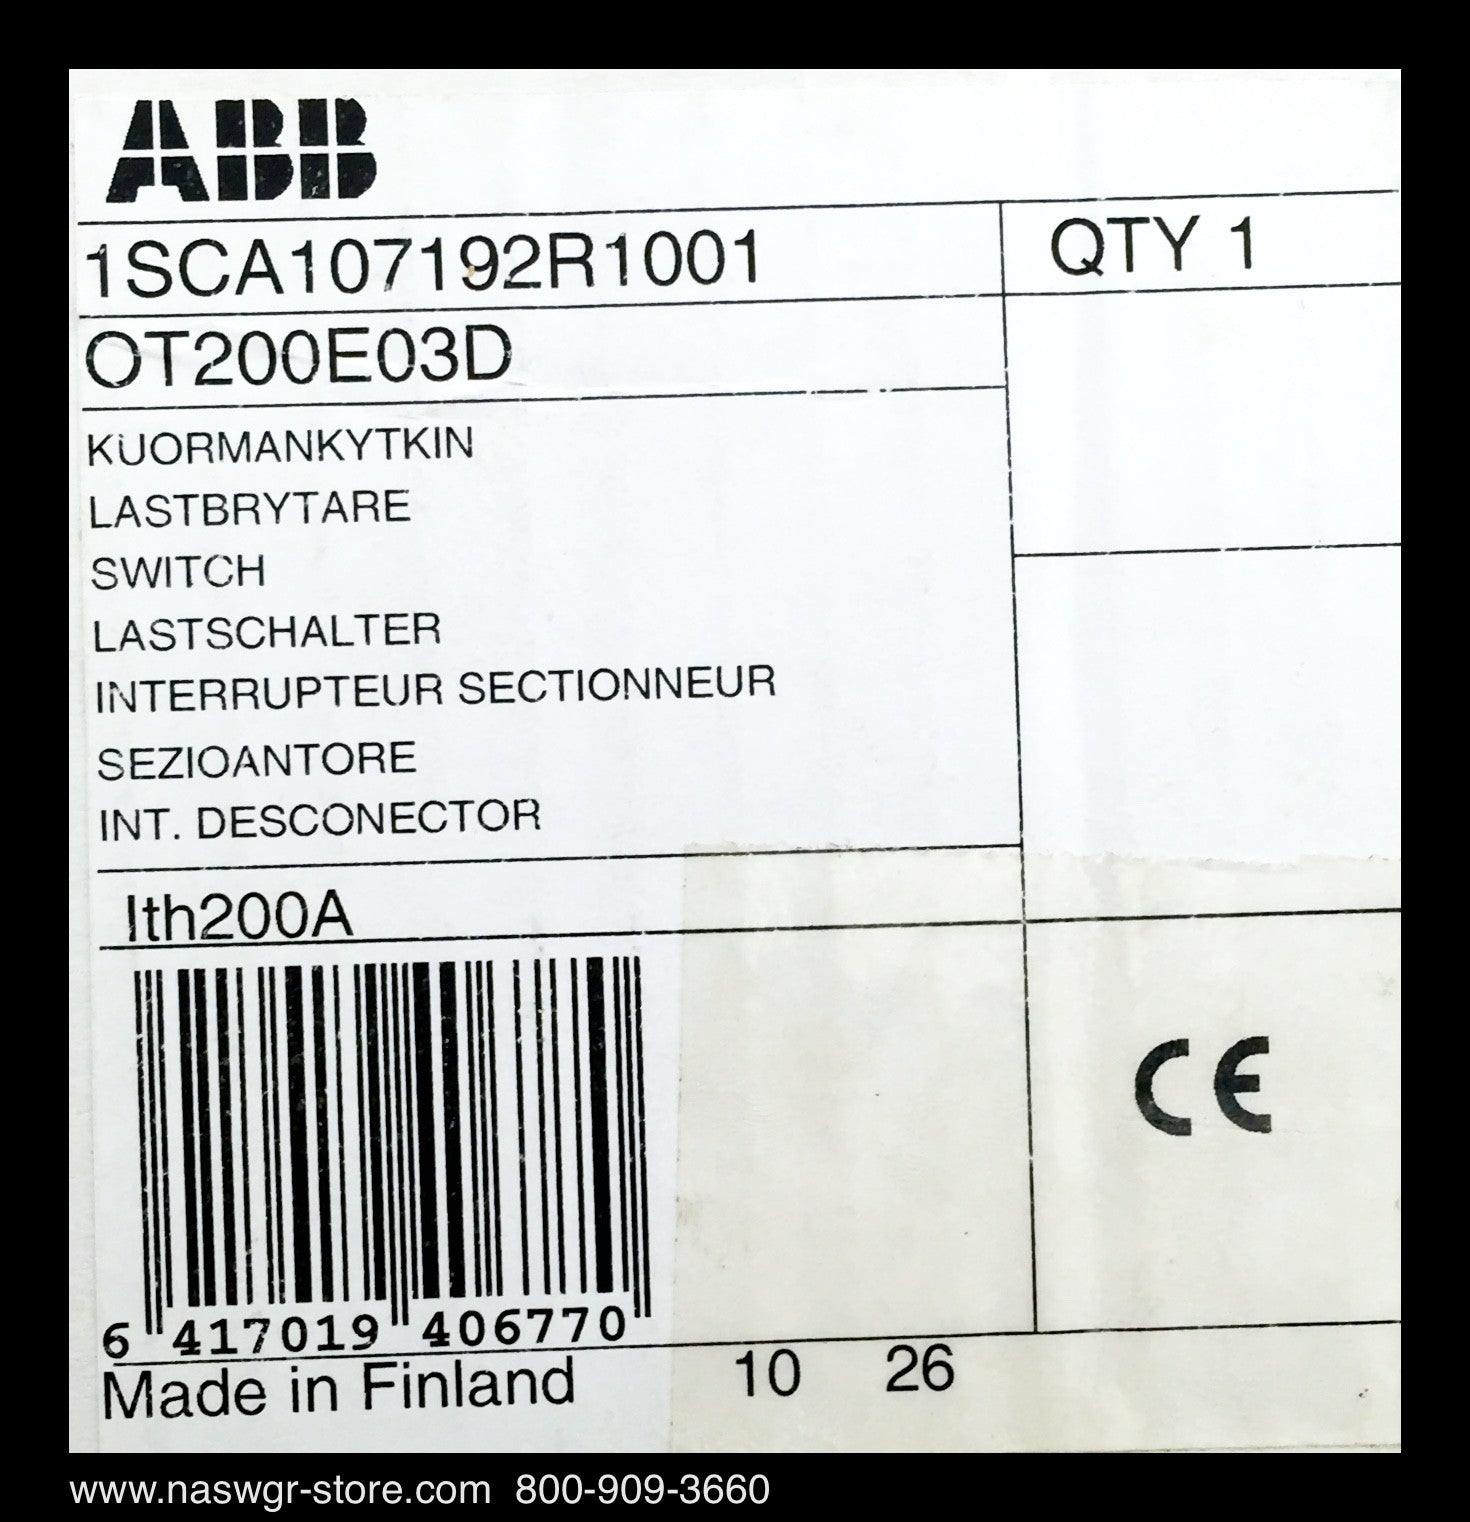 ABB
1SCA107192R1001
QTY 1
OT200E03D
KUORMANKYTKIN
LASTBRYTARE
SWITCH
LASTSCHALTER
INTERRUPTEUR SECTIONNEUR
SEZIOANTORE
INT. DESCONECTOR
Ith200A
CE
6 417019 406770
Made in Finland 10 26
www.naswgr-store.com 800-909-3660